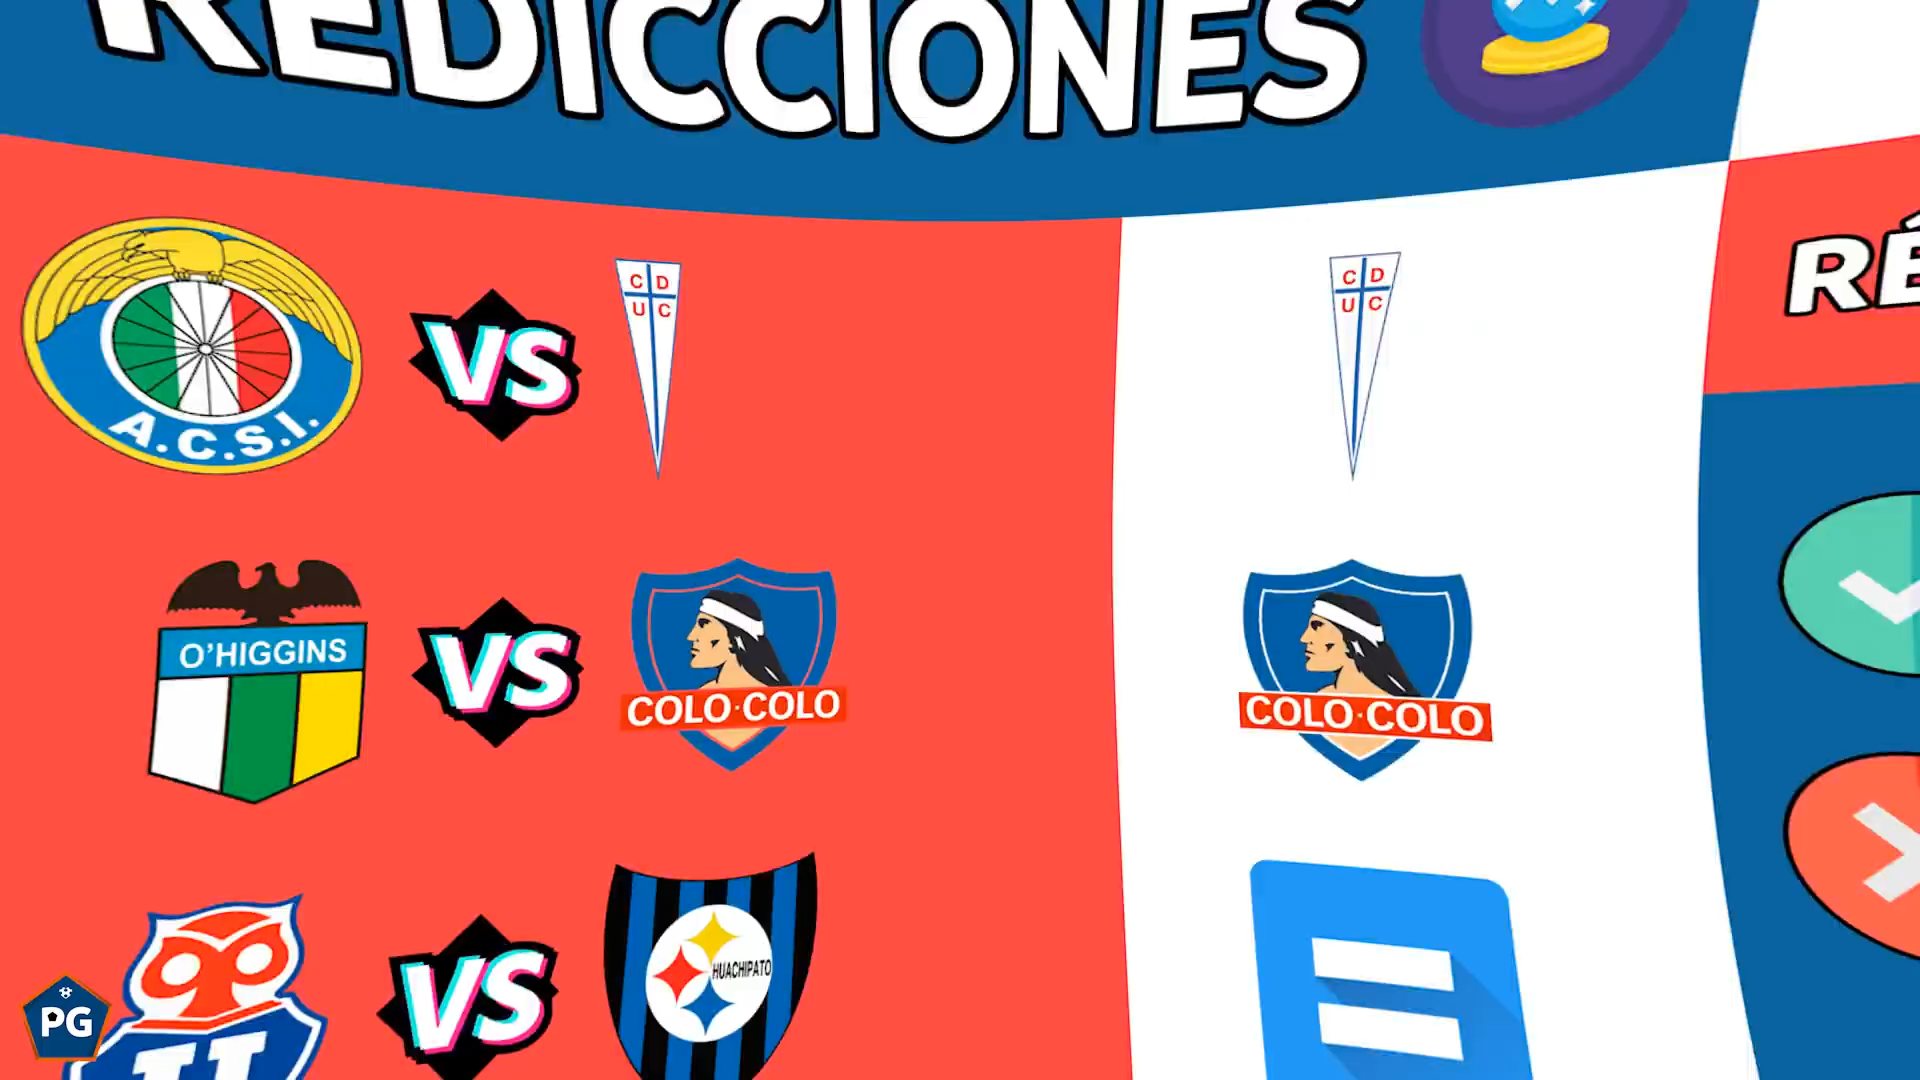 REDICCIONES
RÉ
A.C.S.I.
VS
C D
U C
C D
U C
O'HIGGINS
VS
COLO·COLO
COLO·COLO
VS
HUACHIPATO
PG
U